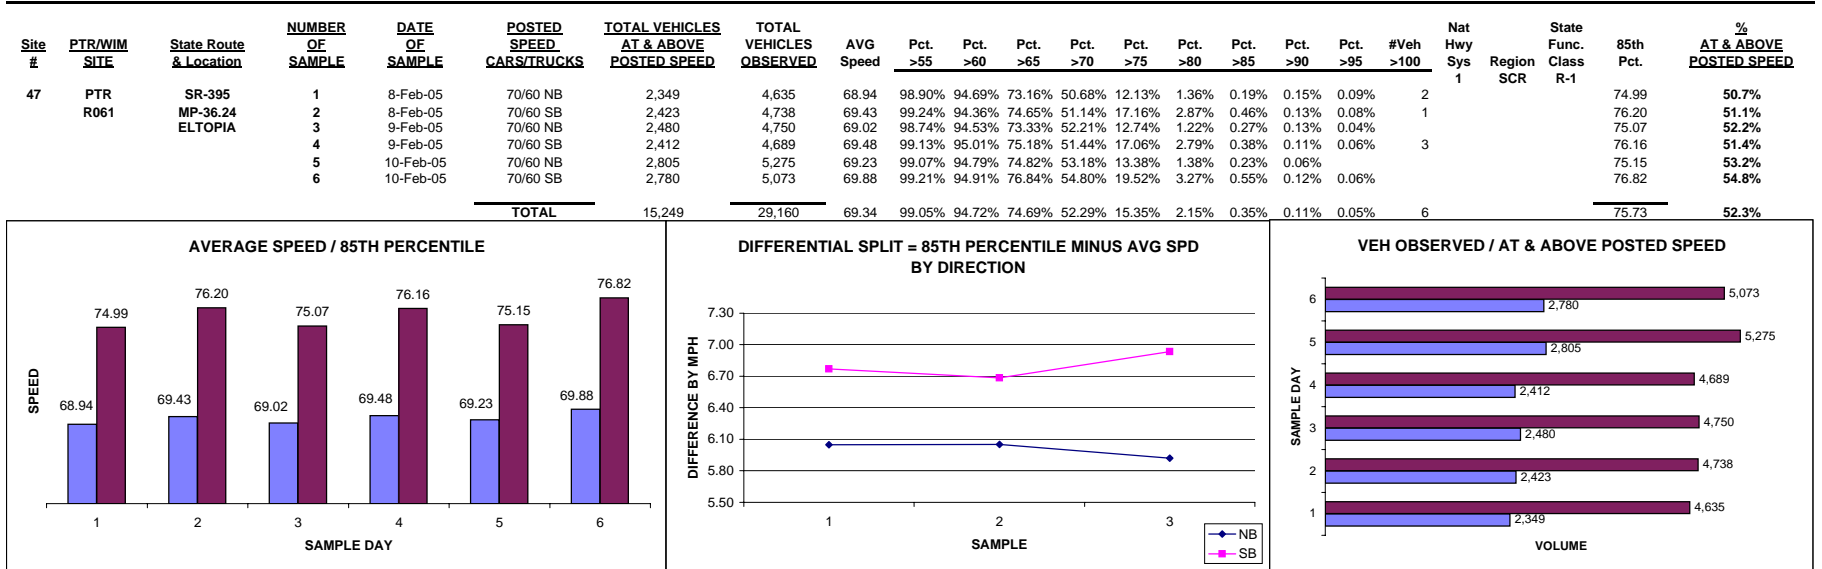 NUMBER DATE POSTED TOTAL VEHICLES TOTAL Nat State %
Site PTR/WIM State Route OF OF SPEED AT & ABOVE VEHICLES AVG Pct. Pct. Pct. Pct. Pct. Pct. Pct. Pct. Pct. #Veh Hwy Func. 85th AT & ABOVE
# SITE & Location SAMPLE SAMPLE CARS/TRUCKS POSTED SPEED OBSERVED Speed >55 >60 >65 >70 >75 >80 >85 >90 >95 >100 Sys Region Class Pct. POSTED SPEED
1 SCR R-1
47 PTR SR-395 1 8-Feb-05 70/60 NB 2,349 4,635 68.94 98.90% 94.69% 73.16% 50.68% 12.13% 1.36% 0.19% 0.15% 0.09% 2 74.99 50.7%
R061 MP-36.24 2 8-Feb-05 70/60 SB 2,423 4,738 69.43 99.24% 94.36% 74.65% 51.14% 17.16% 2.87% 0.46% 0.13% 0.08% 1 76.20 51.1%
ELTOPIA 3 9-Feb-05 70/60 NB 2,480 4,750 69.02 98.74% 94.53% 73.33% 52.21% 12.74% 1.22% 0.27% 0.13% 0.04% 75.07 52.2%
4 9-Feb-05 70/60 SB 2,412 4,689 69.48 99.13% 95.01% 75.18% 51.44% 17.06% 2.79% 0.38% 0.11% 0.06% 3 76.16 51.4%
5 10-Feb-05 70/60 NB 2,805 5,275 69.23 99.07% 94.79% 74.82% 53.18% 13.38% 1.38% 0.23% 0.06% 75.15 53.2%
6 10-Feb-05 70/60 SB 2,780 5,073 69.88 99.21% 94.91% 76.84% 54.80% 19.52% 3.27% 0.55% 0.12% 0.06% 76.82 54.8%
TOTAL 15,249 29,160 69.34 99.05% 94.72% 74.69% 52.29% 15.35% 2.15% 0.35% 0.11% 0.05% 6 75.73 52.3%
AVERAGE SPEED / 85TH PERCENTILE
SPEED
68.94 74.99 69.43 76.20 69.02 75.07 69.48 76.16 69.23 75.15 69.88 76.82
1 2 3 4 5 6
SAMPLE DAY
DIFFERENTIAL SPLIT = 85TH PERCENTILE MINUS AVG SPD
BY DIRECTION
DIFFERENCE BY MPH
7.30
7.00
6.70
6.40
6.10
5.80
5.50
1 2 3
SAMPLE
NB
SB
VEH OBSERVED / AT & ABOVE POSTED SPEED
SAMPLE DAY
6 5,073
2,780
5 5,275
2,805
4 4,689
2,412
3 4,750
2,480
2 4,738
2,423
1 4,635
2,349
VOLUME